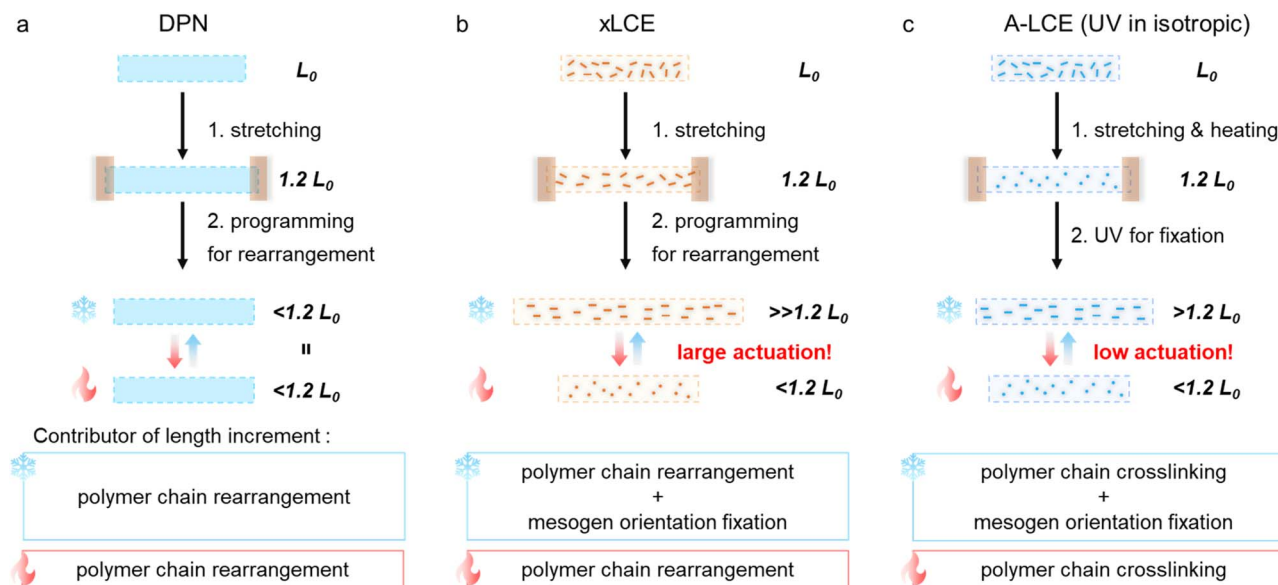 a
DPN
L0
1. stretching
1.2 L0
2. programming
for rearrangement
<1.2 L0
=
<1.2 L0
Contributor of length increment :
polymer chain rearrangement
polymer chain rearrangement
b
xLCE
L0
1. stretching
1.2 L0
2. programming
for rearrangement
>>1.2 L0
large actuation!
<1.2 L0
polymer chain rearrangement
+
mesogen orientation fixation
polymer chain rearrangement
c
A-LCE (UV in isotropic)
L0
1. stretching & heating
1.2 L0
2. UV for fixation
>1.2 L0
low actuation!
<1.2 L0
polymer chain crosslinking
+
mesogen orientation fixation
polymer chain crosslinking